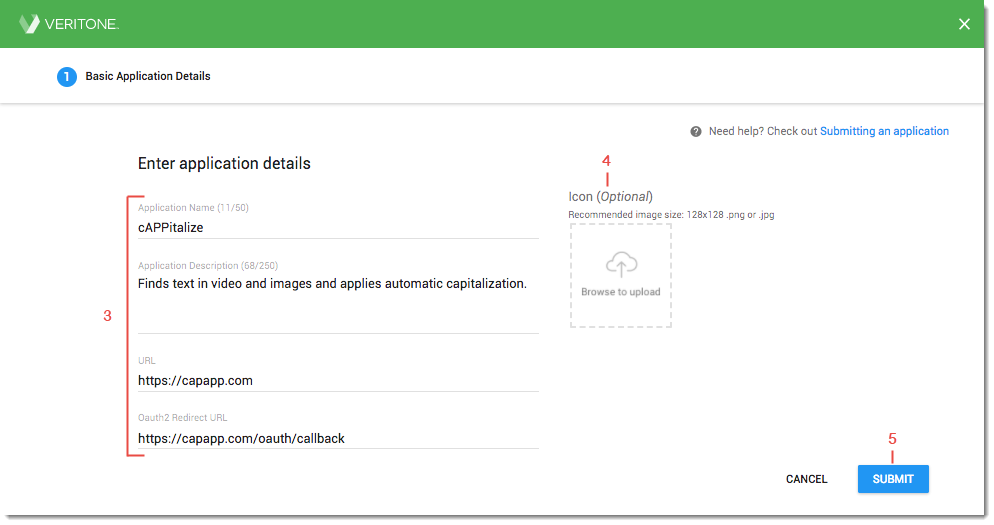 VERITONE.
1 Basic Application Details
Need help? Check out Submitting an application
Enter application details
4
Icon (Optional)
Recommended image size: 128x128 .png or .jpg
Browse to upload
3
Application Name (11/50)
cAPPitalize
Application Description (68/250)
Finds text in video and images and applies automatic capitalization.
URL
https://capapp.com
Oauth2 Redirect URL
https://capapp.com/oauth/callback
5
CANCEL SUBMIT